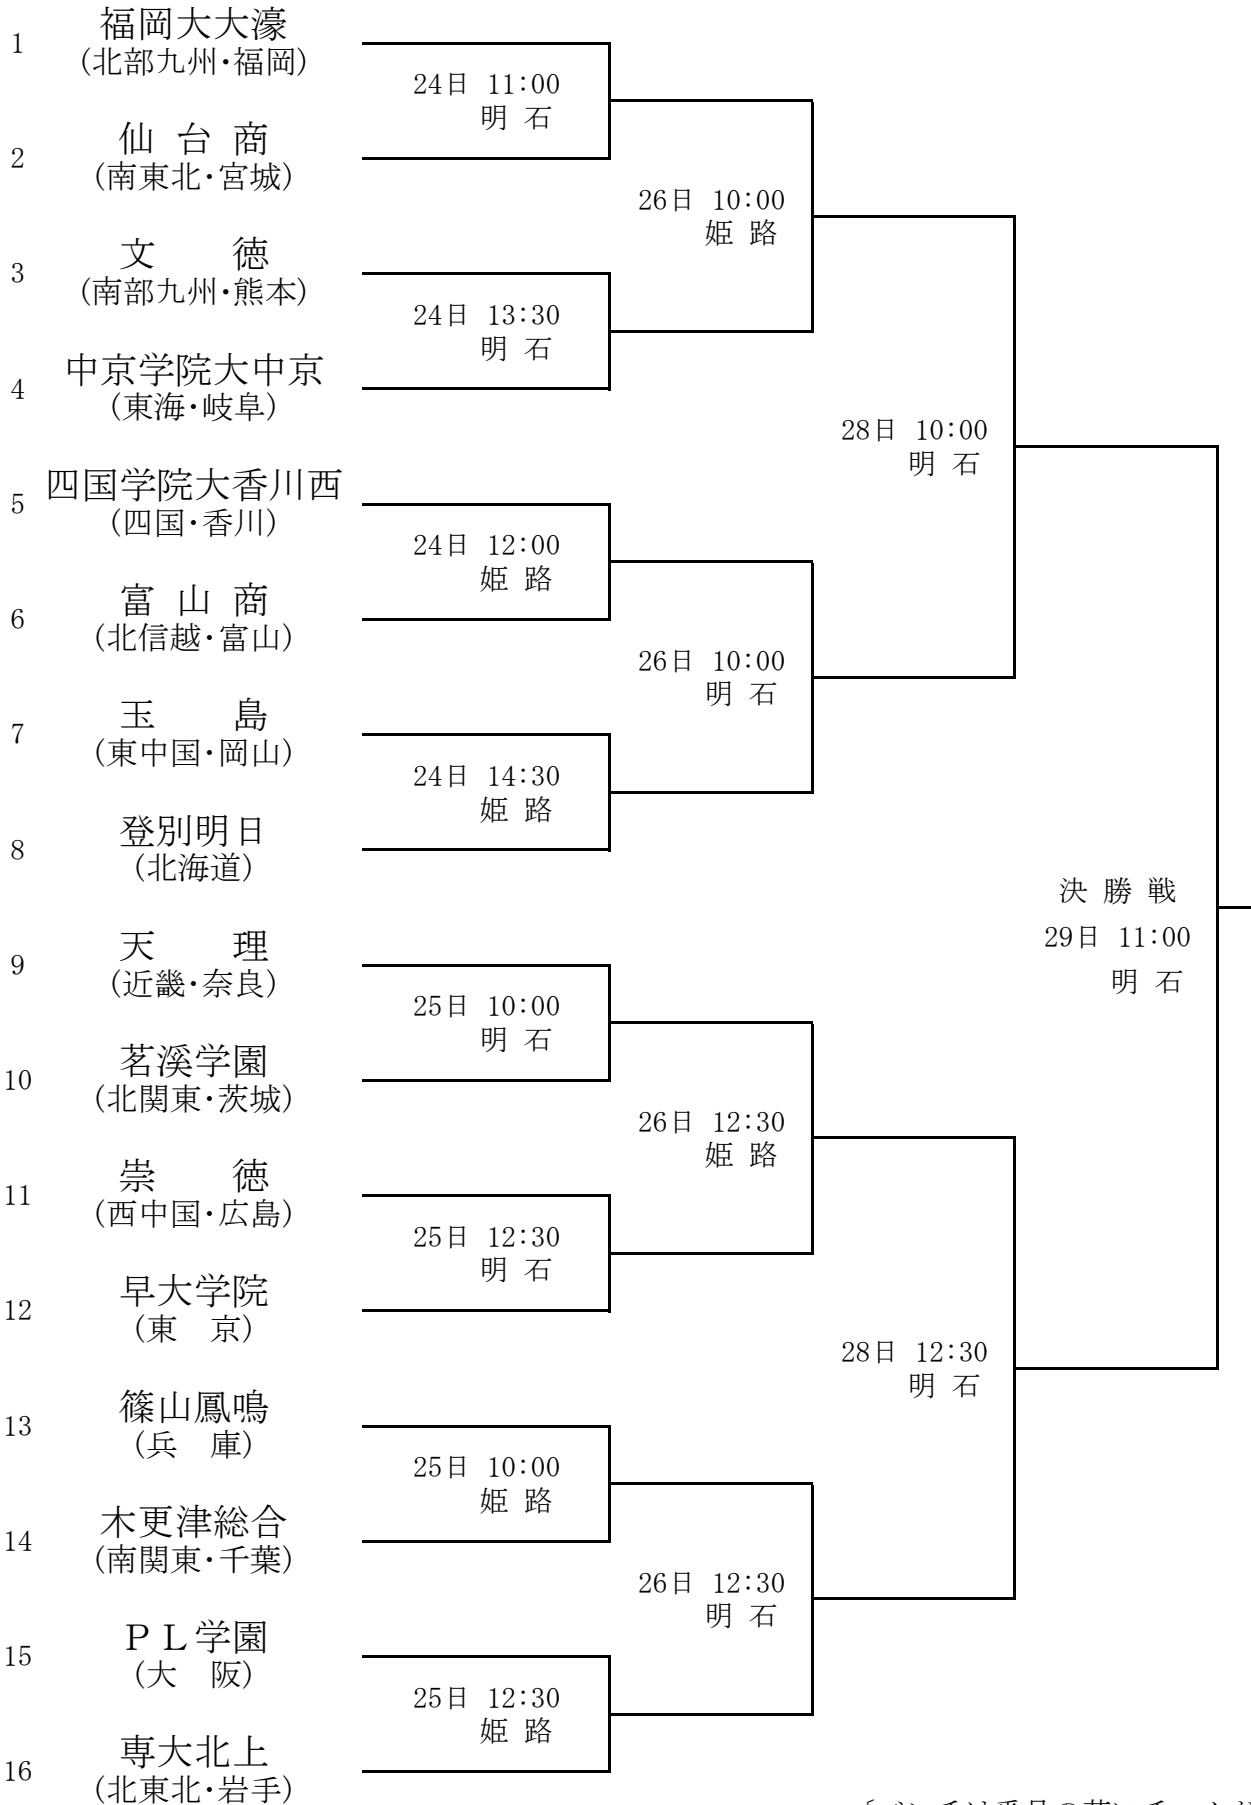 1 福岡大大濠
(北部九州・福岡)
24日 11:00
明 石
2 仙 台 商
(南東北・宮城)
26日 10:00
姫 路
3 文 徳
(南部九州・熊本)
24日 13:30
明 石
4 中京学院大中京
(東海・岐阜)
28日 10:00
明 石
5 四国学院大香川西
(四国・香川)
24日 12:00
姫 路
6 富 山 商
(北信越・富山)
26日 10:00
明 石
7 玉 島
(東中国・岡山)
24日 14:30
姫 路
8 登別明日
(北海道)
決 勝 戦
29日 11:00
明 石
9 天 理
(近畿・奈良)
25日 10:00
明 石
10 茗溪学園
(北関東・茨城)
26日 12:30
姫 路
11 崇 徳
(西中国・広島)
25日 12:30
明 石
12 早大学院
(東 京)
28日 12:30
明 石
13 篠山鳳鳴
(兵 庫)
25日 10:00
姫 路
14 木更津総合
(南関東・千葉)
26日 12:30
明 石
15 ＰＬ学園
(大 阪)
25日 12:30
姫 路
16 専大北上
(北東北・岩手)